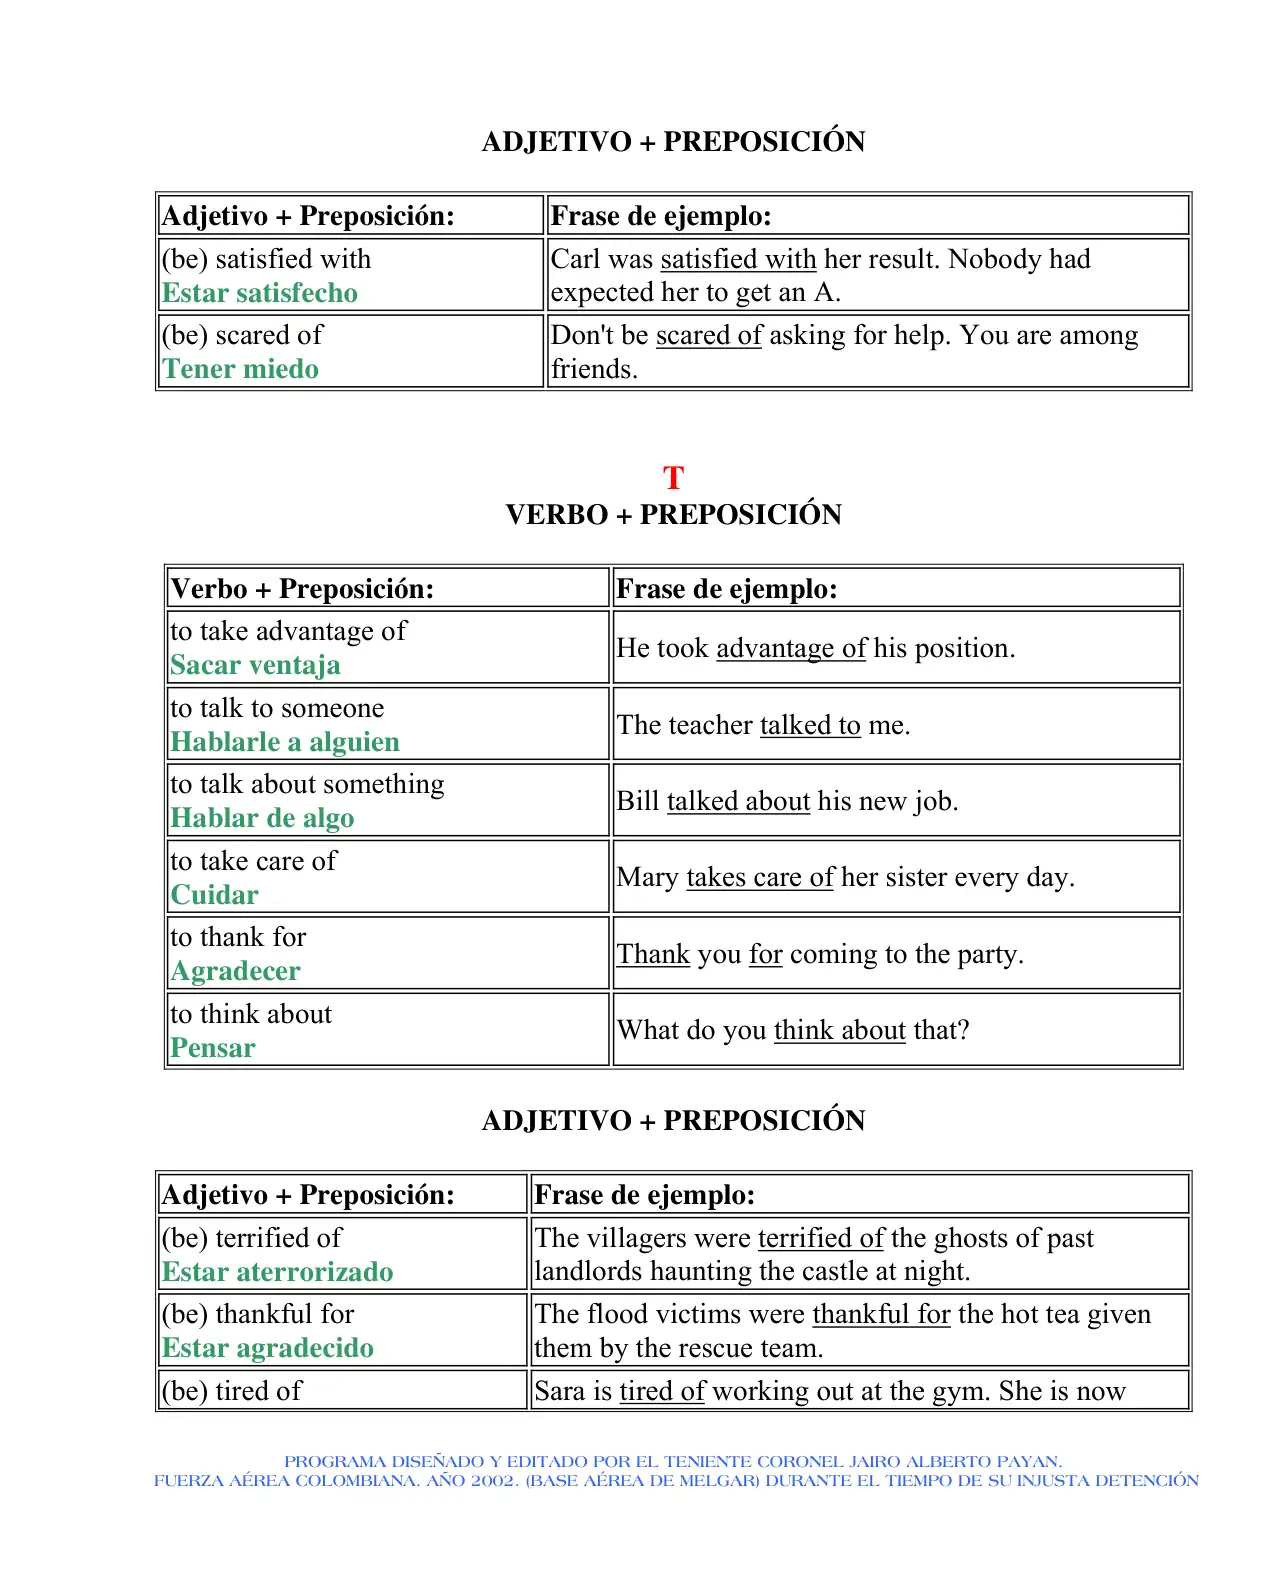 ADJETIVO + PREPOSICIÓN
Adjetivo + Preposición: Frase de ejemplo:
(be) satisfied with
Estar satisfecho
Carl was satisfied with her result. Nobody had
expected her to get an A.
(be) scared of
Tener miedo
Don't be scared of asking for help. You are among
friends.
T
VERBO + PREPOSICIÓN
Verbo + Preposición: Frase de ejemplo:
to take advantage of
Sacar ventaja
He took advantage of his position.
to talk to someone
Hablarle a alguien
The teacher talked to me.
to talk about something
Hablar de algo
Bill talked about his new job.
to take care of
Cuidar
Mary takes care of her sister every day.
to thank for
Agradecer
Thank you for coming to the party.
to think about
Pensar
What do you think about that?
ADJETIVO + PREPOSICIÓN
Adjetivo + Preposición: Frase de ejemplo:
(be) terrified of
Estar aterrorizado
The villagers were terrified of the ghosts of past
landlords haunting the castle at night.
(be) thankful for
Estar agradecido
The flood victims were thankful for the hot tea given
them by the rescue team.
(be) tired of
Sara is tired of working out at the gym. She is now
PROGRAMA DISEÑADO Y EDITADO POR EL TENIENTE CORONEL JAIRO ALBERTO PAYAN.
FUERZA AÉREA COLOMBIANA. AÑO 2002. (BASE AÉREA DE MELGAR) DURANTE EL TIEMPO DE SU INJUSTA DETENCIÓN